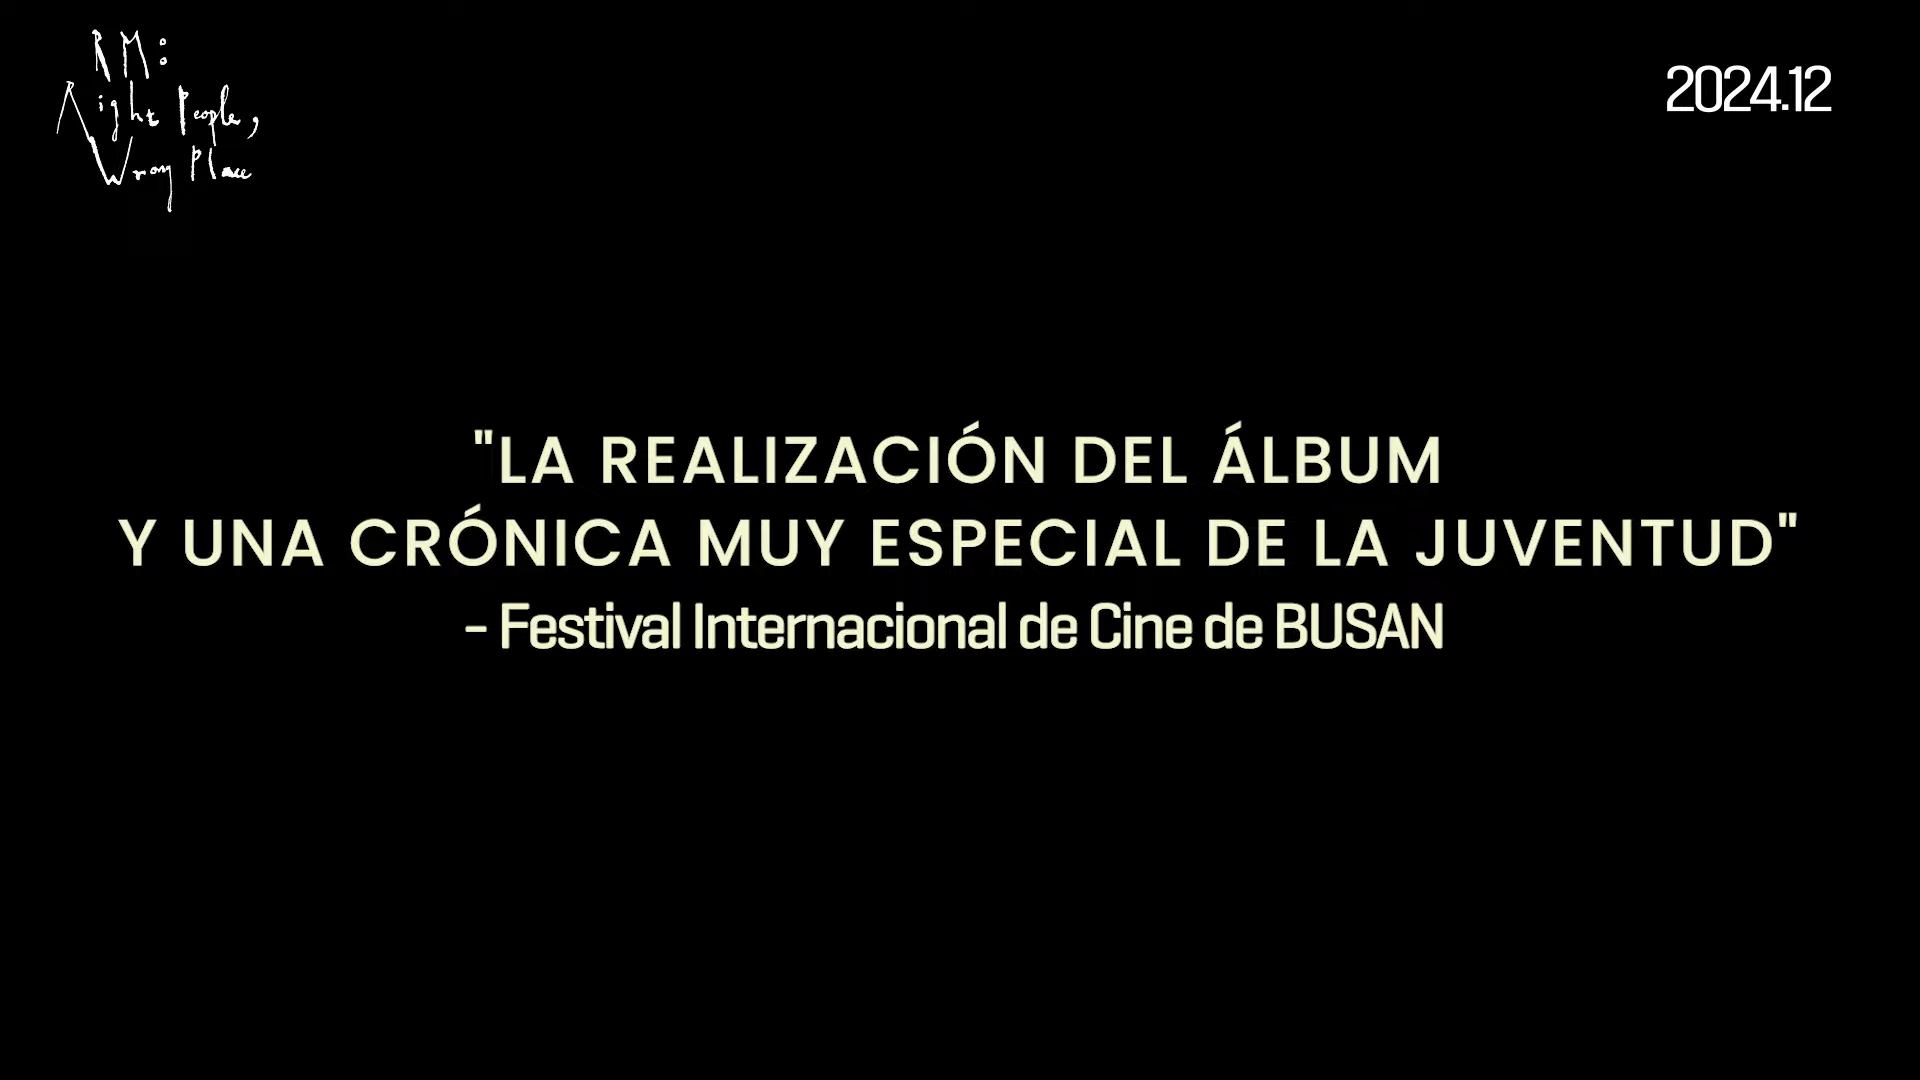 RM:
Right People,
Wrong Place
2024.12
"LA REALIZACIÓN DEL ÁLBUM
Y UNA CRÓNICA MUY ESPECIAL DE LA JUVENTUD"
- Festival Internacional de Cine de BUSAN